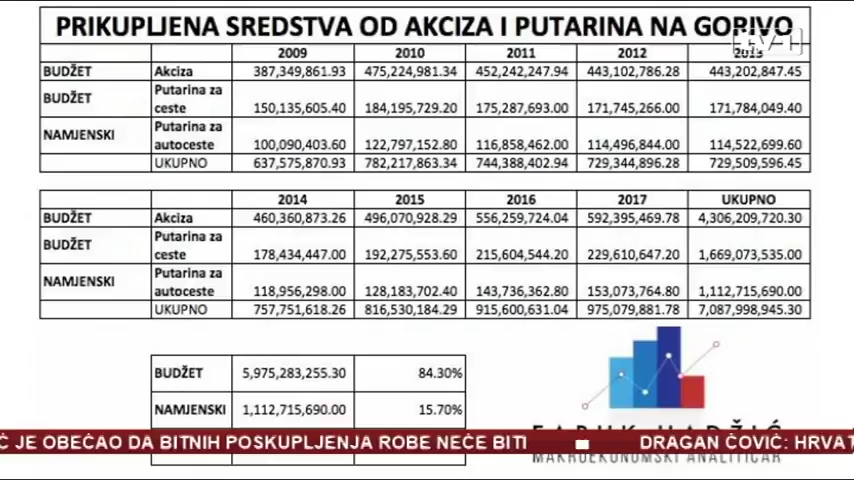 PRIKUPLJENA SREDSTVA OD AKCIZA I PUTARINA NA GORIVO
tv1
2009 2010 2011 2012 2013
BUDŽET Akciza 387,349,861.93 475,224,981.34 452,242,247.94 443,102,786.28 443,202,847.45
BUDŽET Putarina za ceste 150,135,605.40 184,195,729.20 175,287,693.00 171,745,266.00 171,784,049.40
NAMJENSKI Putarina za autoceste 100,090,403.60 122,797,152.80 116,858,462.00 114,496,844.00 114,522,699.60
UKUPNO 637,575,870.93 782,217,863.34 744,388,402.94 729,344,896.28 729,509,596.45
2014 2015 2016 2017 UKUPNO
BUDŽET Akciza 460,360,873.26 496,070,928.29 556,259,724.04 592,395,469.78 4,306,209,720.30
BUDŽET Putarina za ceste 178,434,447.00 192,275,553.60 215,604,544.20 229,610,647.20 1,669,073,535.00
NAMJENSKI Putarina za autoceste 118,956,298.00 128,183,702.40 143,736,362.80 153,073,764.80 1,112,715,690.00
UKUPNO 757,751,618.26 816,530,184.29 915,600,631.04 975,079,881.78 7,087,998,945.30
BUDŽET 5,975,283,255.30 84.30%
NAMJENSKI 1,112,715,690.00 15.70%
Ć JE OBEĆAO DA BITNIH POSKUPLJENJA ROBE NEĆE BITI DRAGAN ČOVIĆ: HRVAT
MAKROEKONOMSKI ANALITIČAR